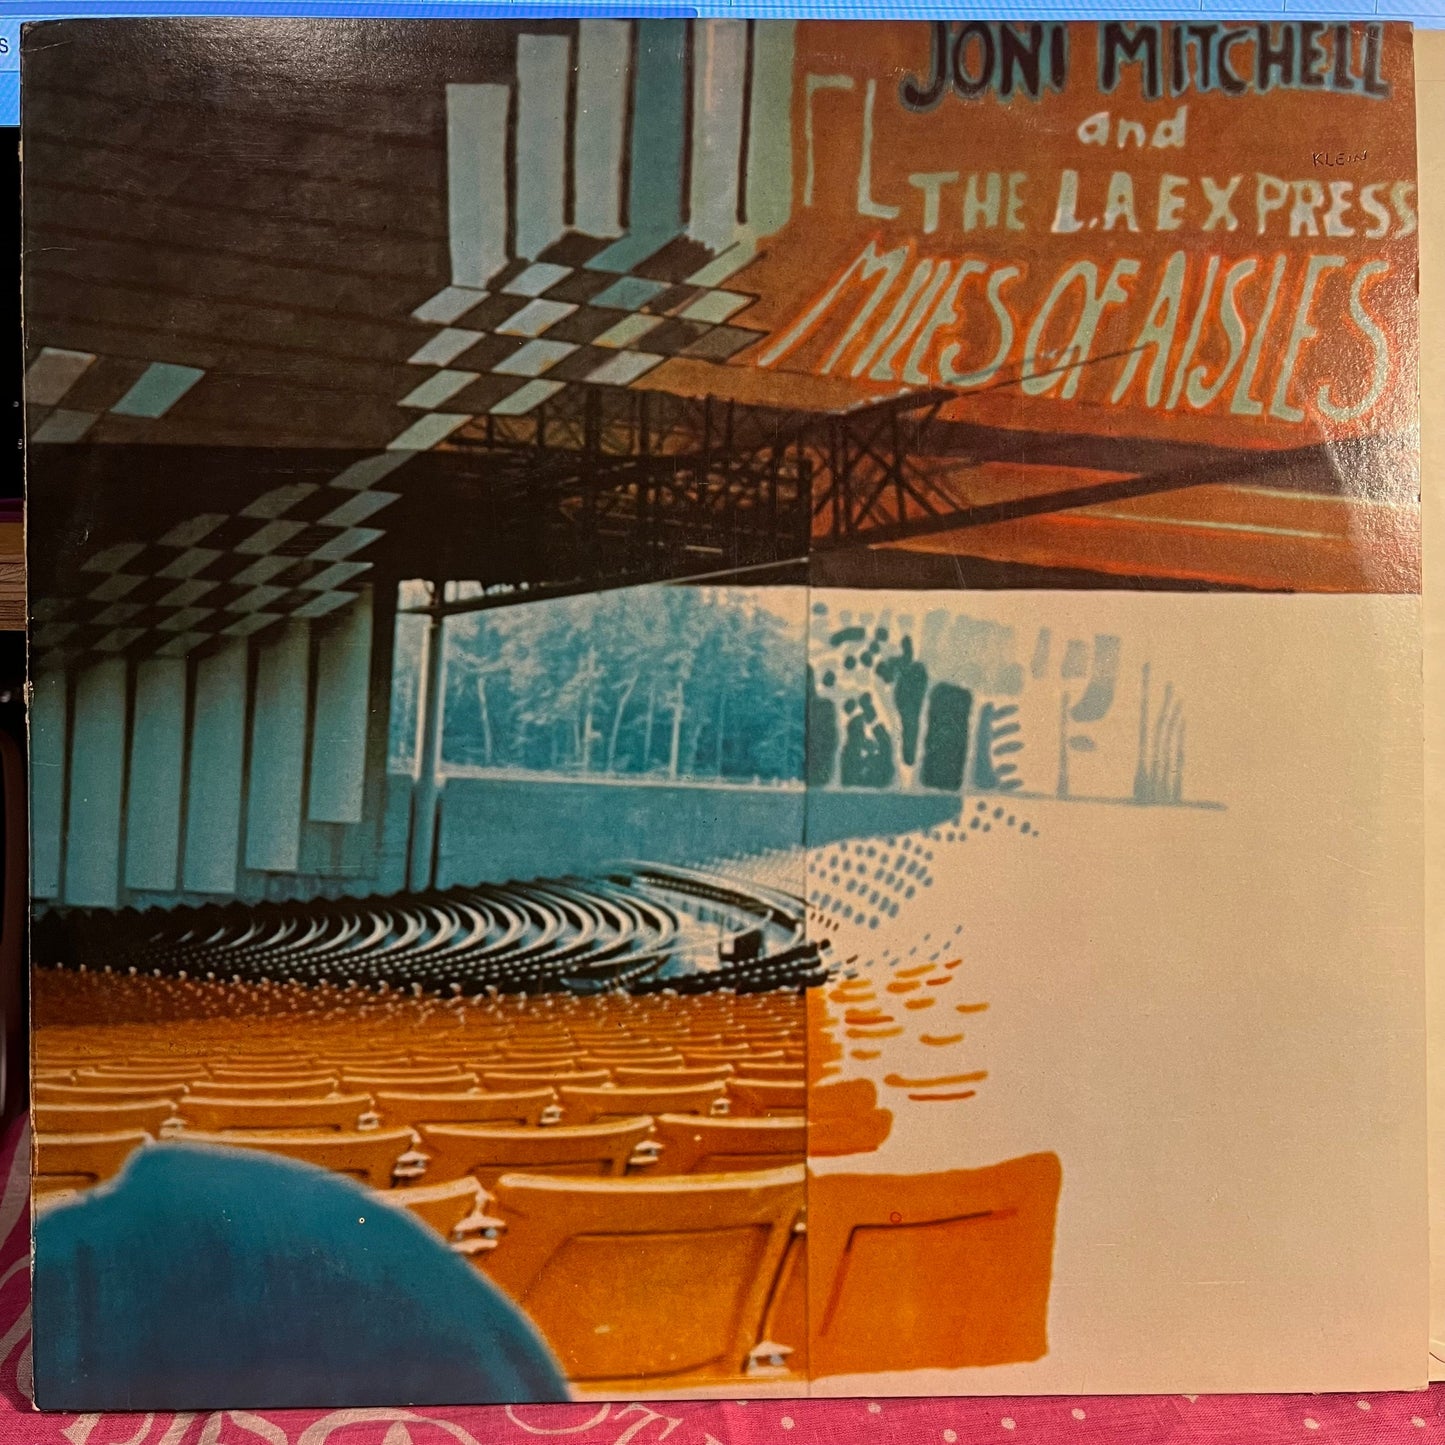 JONI MITCHELL
and
KLEIN
THE L.A EXPRESS
MILES OF AISLES